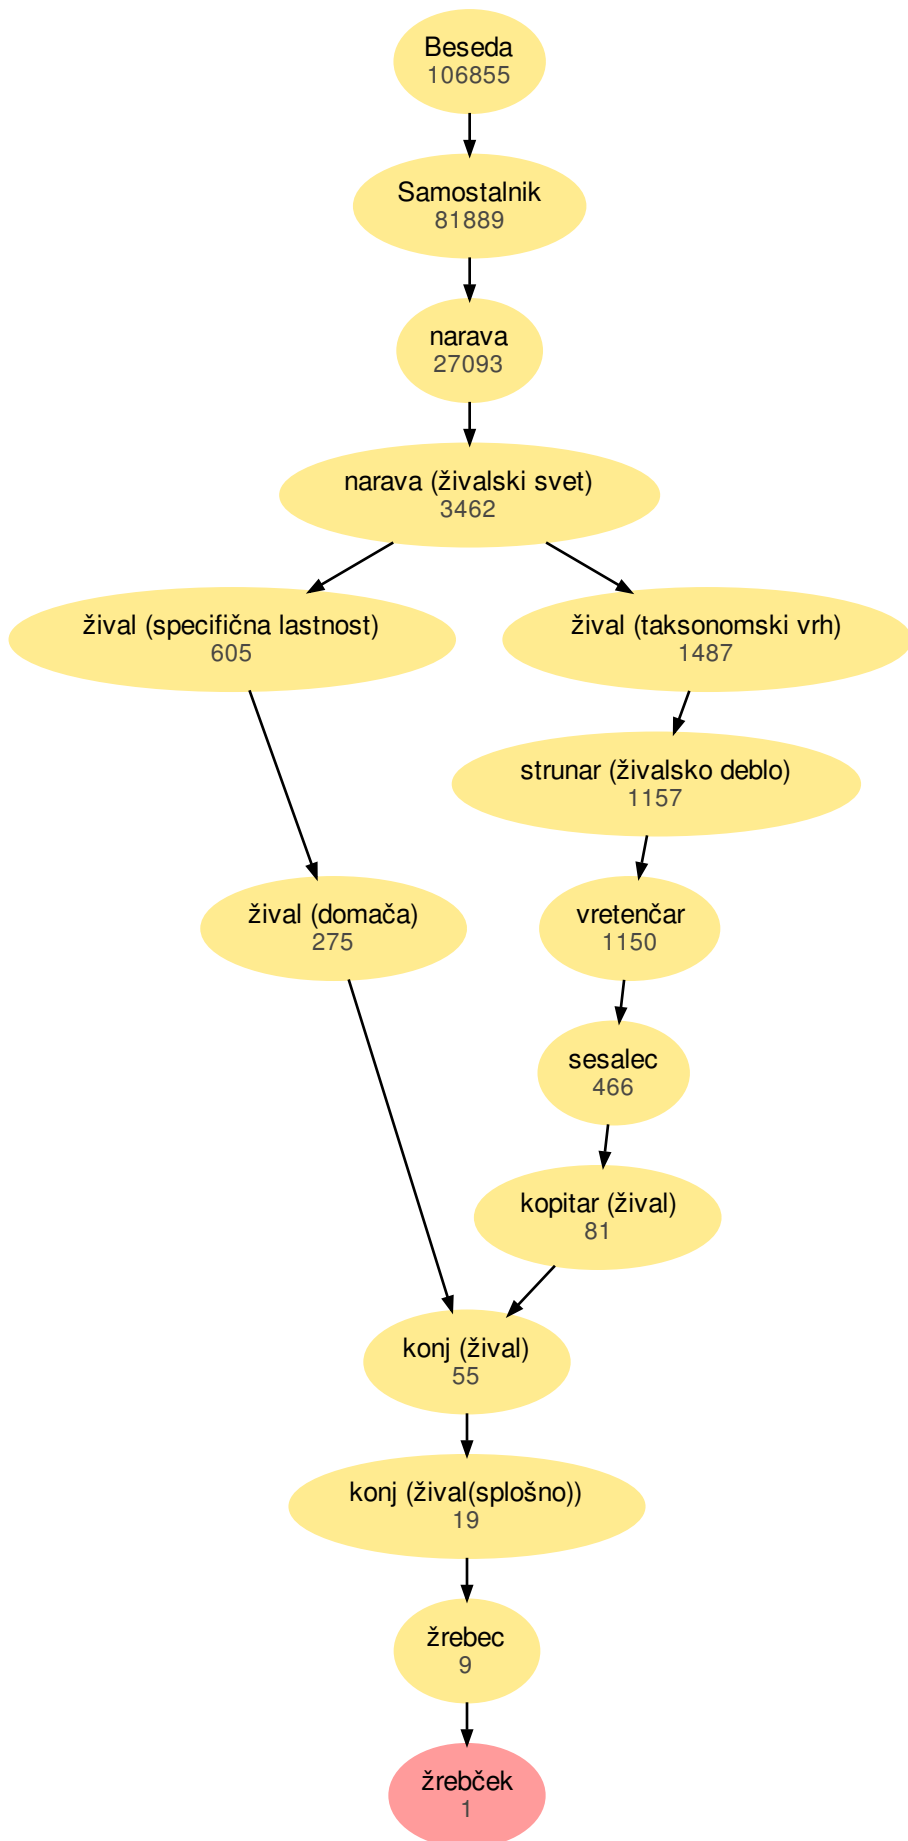 Beseda
106855
Samostalnik
81889
narava
27093
narava (živalski svet)
3462
žival (specifična lastnost)
605
žival (taksonomski vrh)
1487
strunar (živalsko deblo)
1157
žival (domača)
275
vretenčar
1150
sesalec
466
kopitar (žival)
81
konj (žival)
55
konj (žival(splošno))
19
žrebec
9
žrebček
1